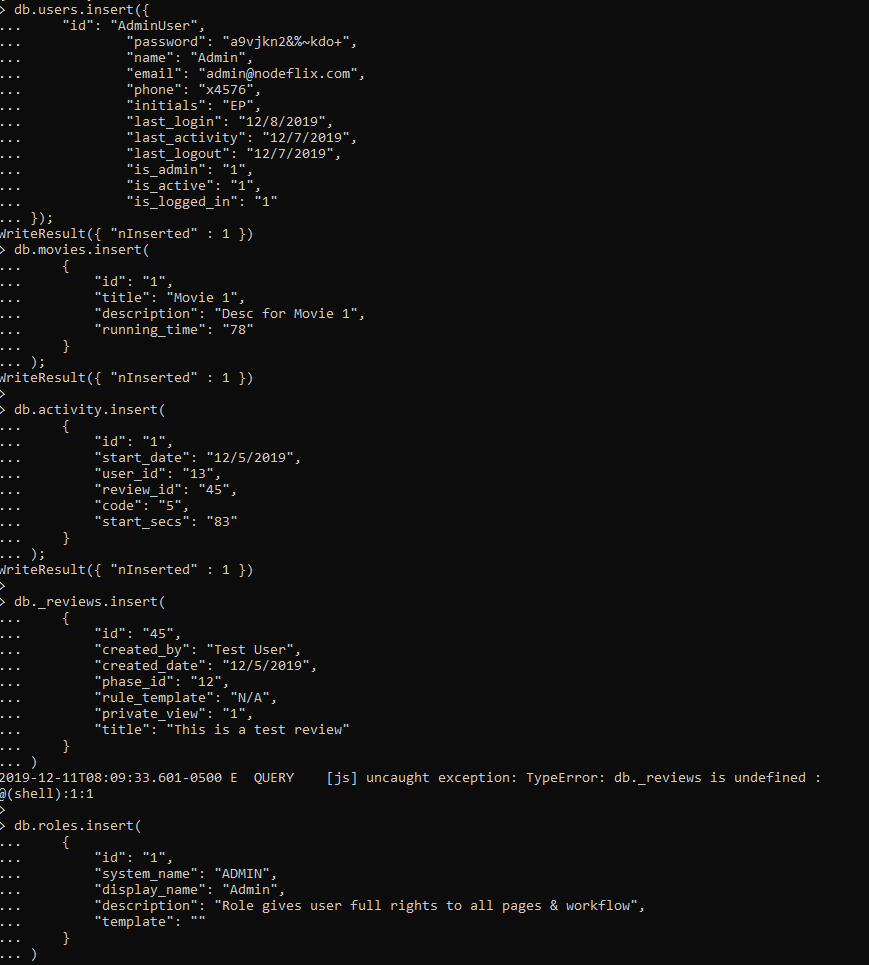 > db.users.insert({
...     "id": "AdminUser",
...             "password": "a9vjkn2&%~kdo+",
...             "name": "Admin",
...             "email": "admin@nodeflix.com",
...             "phone": "x4576",
...             "initials": "EP",
...             "last_login": "12/8/2019",
...             "last_activity": "12/7/2019",
...             "last_logout": "12/7/2019",
...             "is_admin": "1",
...             "is_active": "1",
...             "is_logged_in": "1"
... });
WriteResult({ "nInserted" : 1 })
> db.movies.insert(
...     {
...         "id": "1",
...         "title": "Movie 1",
...         "description": "Desc for Movie 1",
...         "running_time": "78"
...     }
... );
WriteResult({ "nInserted" : 1 })
>
> db.activity.insert(
...     {
...         "id": "1",
...         "start_date": "12/5/2019",
...         "user_id": "13",
...         "review_id": "45",
...         "code": "5",
...         "start_secs": "83"
...     }
... );
WriteResult({ "nInserted" : 1 })
>
> db._reviews.insert(
...     {
...         "id": "45",
...         "created_by": "Test User",
...         "created_date": "12/5/2019",
...         "phase_id": "12",
...         "rule_template": "N/A",
...         "private_view": "1",
...         "title": "This is a test review"
...     }
... )
2019-12-11T08:09:33.601-0500 E  QUERY    [js] uncaught exception: TypeError: db._reviews is undefined :
@(shell):1:1
>
> db.roles.insert(
...     {
...         "id": "1",
...         "system_name": "ADMIN",
...         "display_name": "Admin",
...         "description": "Role gives user full rights to all pages & workflow",
...         "template": ""
...     }
... )